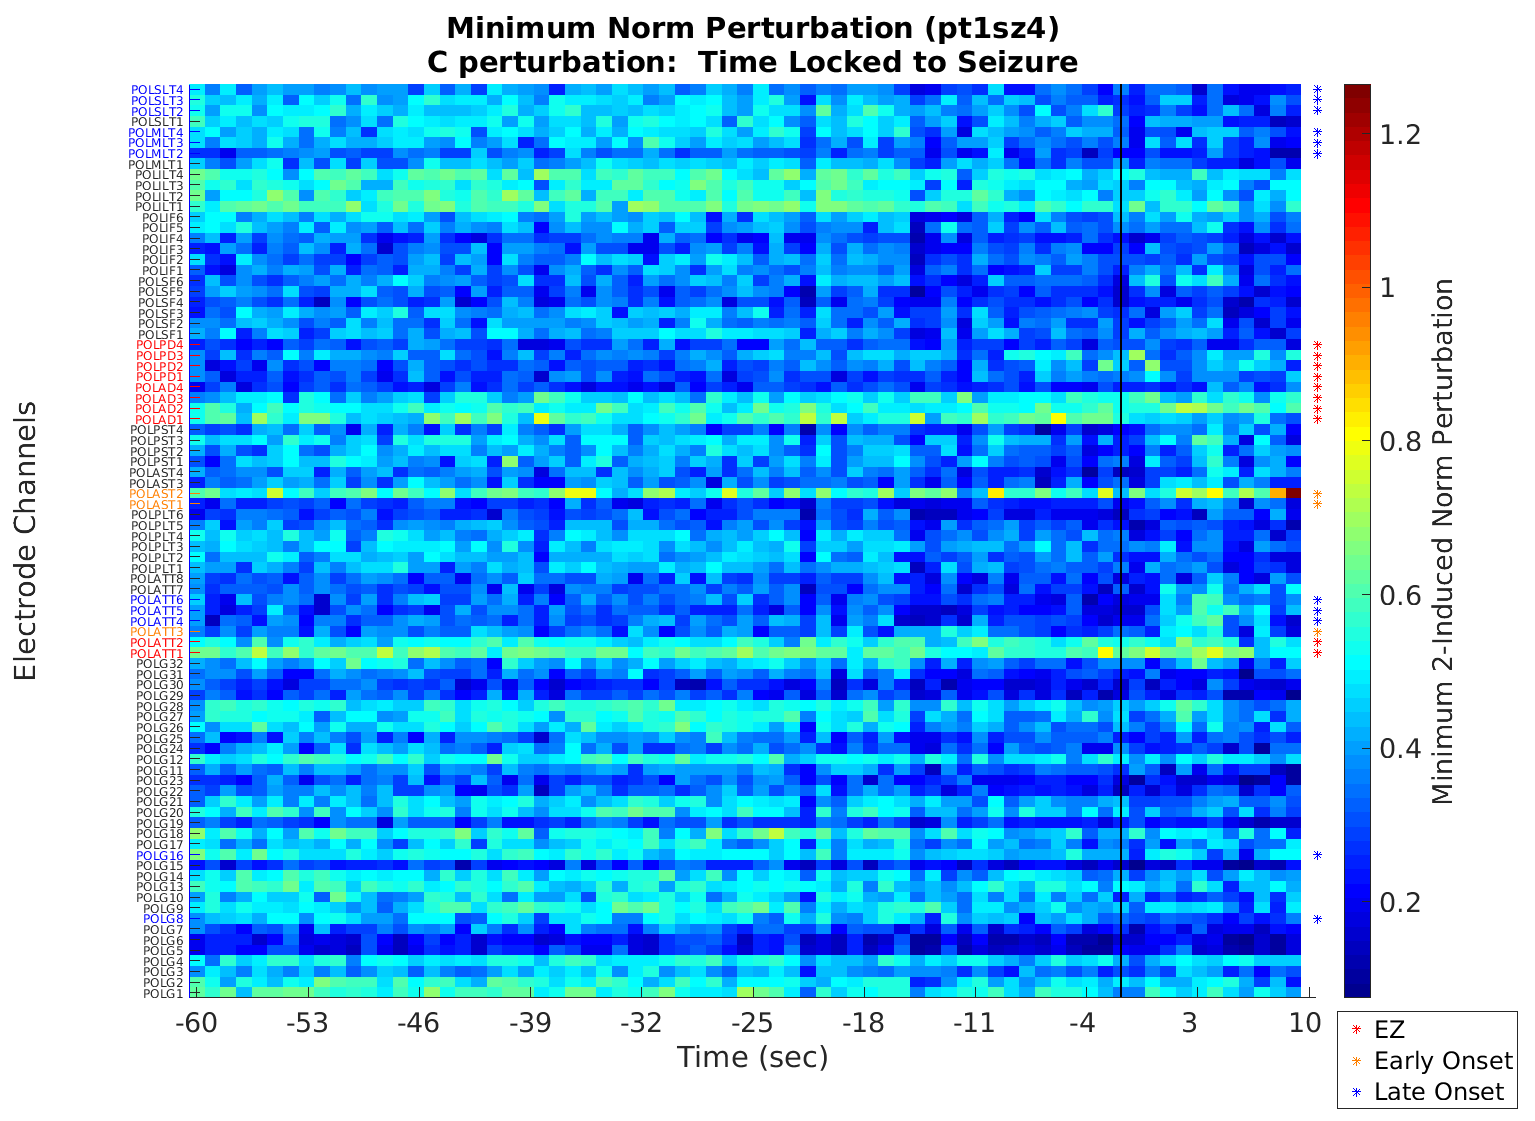 Minimum Norm Perturbation (pt1sz4)
C perturbation:  Time Locked to Seizure
Electrode Channels
POLSLT4
POLSLT3
POLSLT2
POLSLT1
POLMLT4
POLMLT3
POLMLT2
POLMLT1
POLILT4
POLILT3
POLILT2
POLILT1
POLIF6
POLIF5
POLIF4
POLIF3
POLIF2
POLIF1
POLSF6
POLSF5
POLSF4
POLSF3
POLSF2
POLSF1
POLPD4
POLPD3
POLPD2
POLPD1
POLAD4
POLAD3
POLAD2
POLAD1
POLPST4
POLPST3
POLPST2
POLPST1
POLAST4
POLAST3
POLAST2
POLAST1
POLPLT6
POLPLT5
POLPLT4
POLPLT3
POLPLT2
POLPLT1
POLATT8
POLATT7
POLATT6
POLATT5
POLATT4
POLATT3
POLATT2
POLATT1
POLG32
POLG31
POLG30
POLG29
POLG28
POLG27
POLG26
POLG25
POLG24
POLG12
POLG11
POLG23
POLG22
POLG21
POLG20
POLG19
POLG18
POLG17
POLG16
POLG15
POLG14
POLG13
POLG10
POLG9
POLG8
POLG7
POLG6
POLG5
POLG4
POLG3
POLG2
POLG1
-60 -53 -46 -39 -32 -25 -18 -11 -4 3 10
Time (sec)
1.2
1
0.8
0.6
0.4
0.2
Minimum 2-Induced Norm Perturbation
EZ
Early Onset
Late Onset